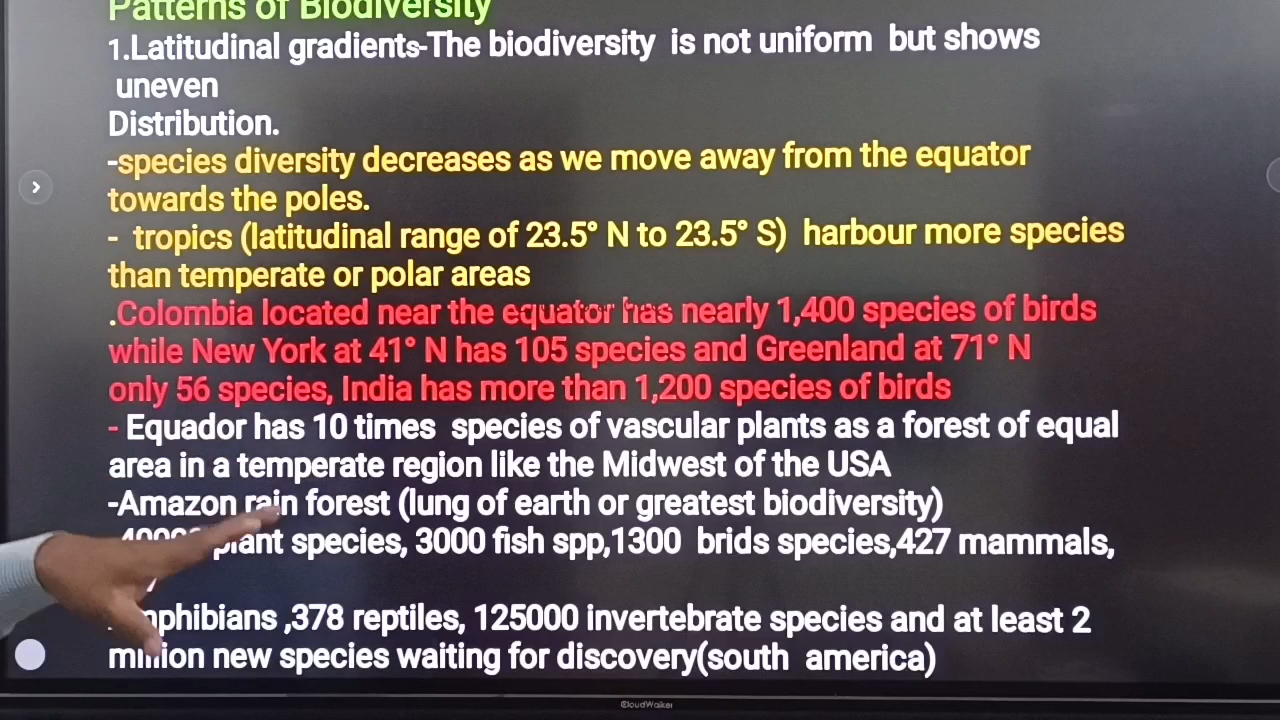 Patterns of Biodiversity
1.Latitudinal gradients-The biodiversity is not uniform but shows
uneven
Distribution.
-species diversity decreases as we move away from the equator
towards the poles.
- tropics (latitudinal range of 23.5° N to 23.5° S) harbour more species
than temperate or polar areas
.Colombia located near the equator has nearly 1,400 species of birds
while New York at 41° N has 105 species and Greenland at 71° N
only 56 species, India has more than 1,200 species of birds
- Equador has 10 times species of vascular plants as a forest of equal
area in a temperate region like the Midwest of the USA
-Amazon rain forest (lung of earth or greatest biodiversity)
plant species, 3000 fish spp,1300 brids species,427 mammals,
,378 reptiles, 125000 invertebrate species and at least 2
million new species waiting for discovery(south america)
CloudWalker